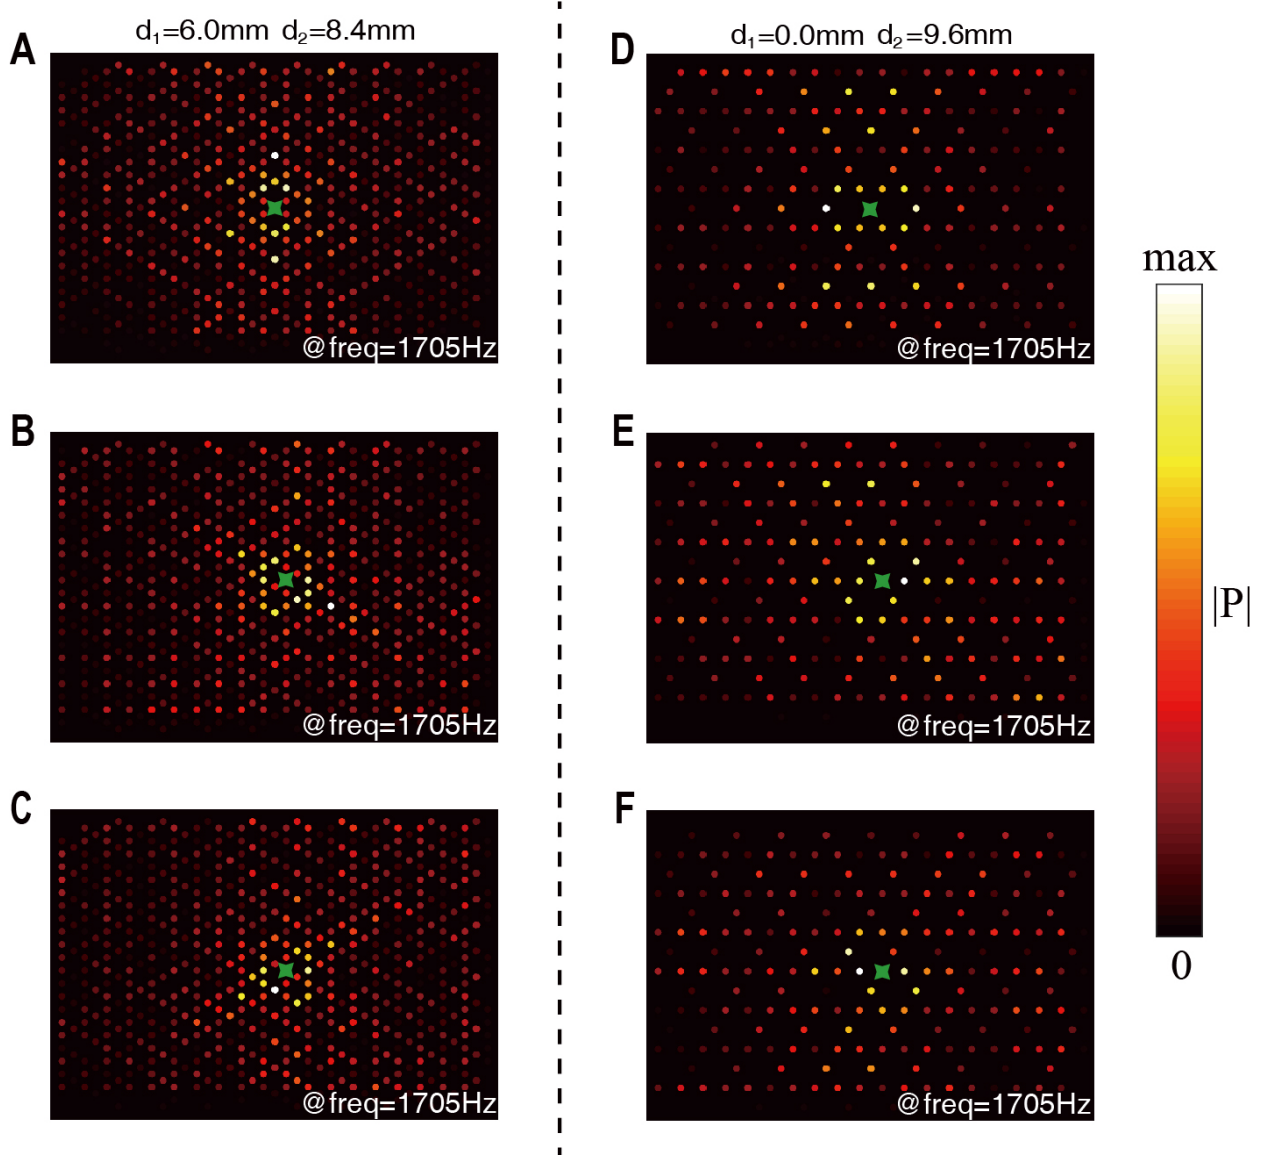 A
d₁=6.0mm d₂=8.4mm
@freq=1705Hz
B
@freq=1705Hz
C
@freq=1705Hz
D
d₁=0.0mm d₂=9.6mm
@freq=1705Hz
E
@freq=1705Hz
F
@freq=1705Hz
max
|P|
0